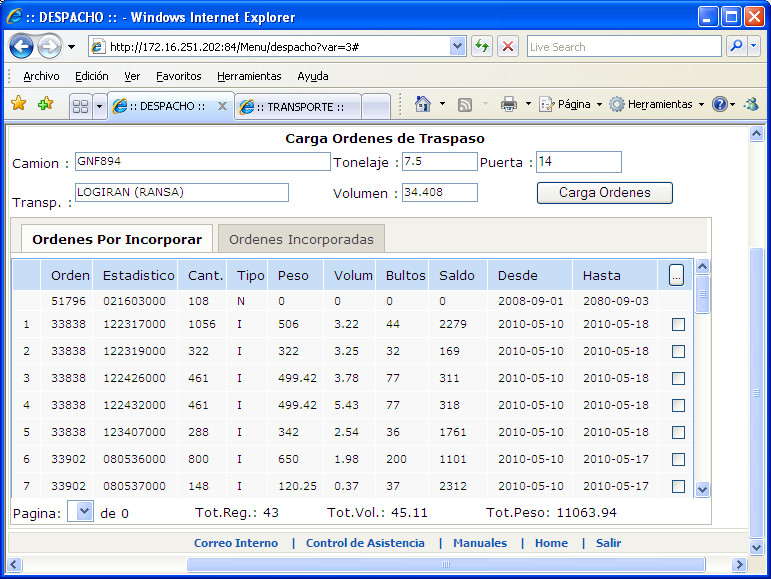 :: DESPACHO :: - Windows Internet Explorer
http://172.16.251.202:84/Menu/despacho?var=3#
Live Search
Archivo Edición Ver Favoritos Herramientas Ayuda
:: DESPACHO :: :: TRANSPORTE :: Página Herramientas
Carga Ordenes de Traspaso
Camion : GNF894 Tonelaje : 7.5 Puerta : 14
Transp. : LOGIRAN (RANSA) Volumen : 34.408 Carga Ordenes
Ordenes Por Incorporar Ordenes Incorporadas
Orden Estadistico Cant. Tipo Peso Volum Bultos Saldo Desde Hasta ...
51796 021603000 108 N 0 0 0 0 2008-09-01 2080-09-03
1 33838 122317000 1056 I 506 3.22 44 2279 2010-05-10 2010-05-18
2 33838 122319000 322 I 322 3.25 32 169 2010-05-10 2010-05-18
3 33838 122426000 461 I 499.42 3.78 77 311 2010-05-10 2010-05-18
4 33838 122432000 461 I 499.42 5.43 77 318 2010-05-10 2010-05-18
5 33838 123407000 288 I 342 2.54 36 1761 2010-05-10 2010-05-18
6 33902 080536000 800 I 650 1.98 200 1101 2010-05-10 2010-05-17
7 33902 080537000 148 I 120.25 0.37 37 2312 2010-05-10 2010-05-17
Pagina: de 0 Tot.Reg.: 43 Tot.Vol.: 45.11 Tot.Peso: 11063.94
Correo Interno | Control de Asistencia | Manuales | Home | Salir